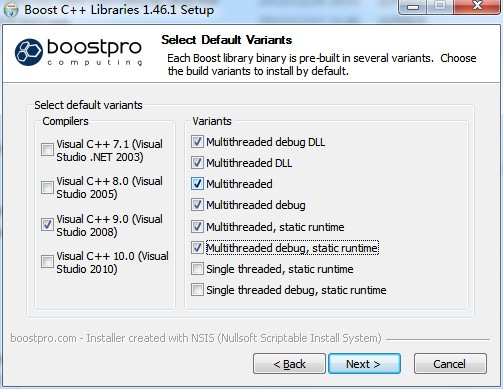 Boost C++ Libraries 1.46.1 Setup
boostpro
computing
Select Default Variants
Each Boost library binary is pre-built in several variants. Choose
the build variants to install by default.
Select default variants
Compilers
Visual C++ 7.1 (Visual
Studio .NET 2003)
Visual C++ 8.0 (Visual
Studio 2005)
Visual C++ 9.0 (Visual
Studio 2008)
Visual C++ 10.0 (Visual
Studio 2010)
Variants
Multithreaded debug DLL
Multithreaded DLL
Multithreaded
Multithreaded debug
Multithreaded, static runtime
Multithreaded debug, static runtime
Single threaded, static runtime
Single threaded debug, static runtime
boostpro.com - Installer created with NSIS (Nullsoft Scriptable Install System)
< Back
Next >
Cancel